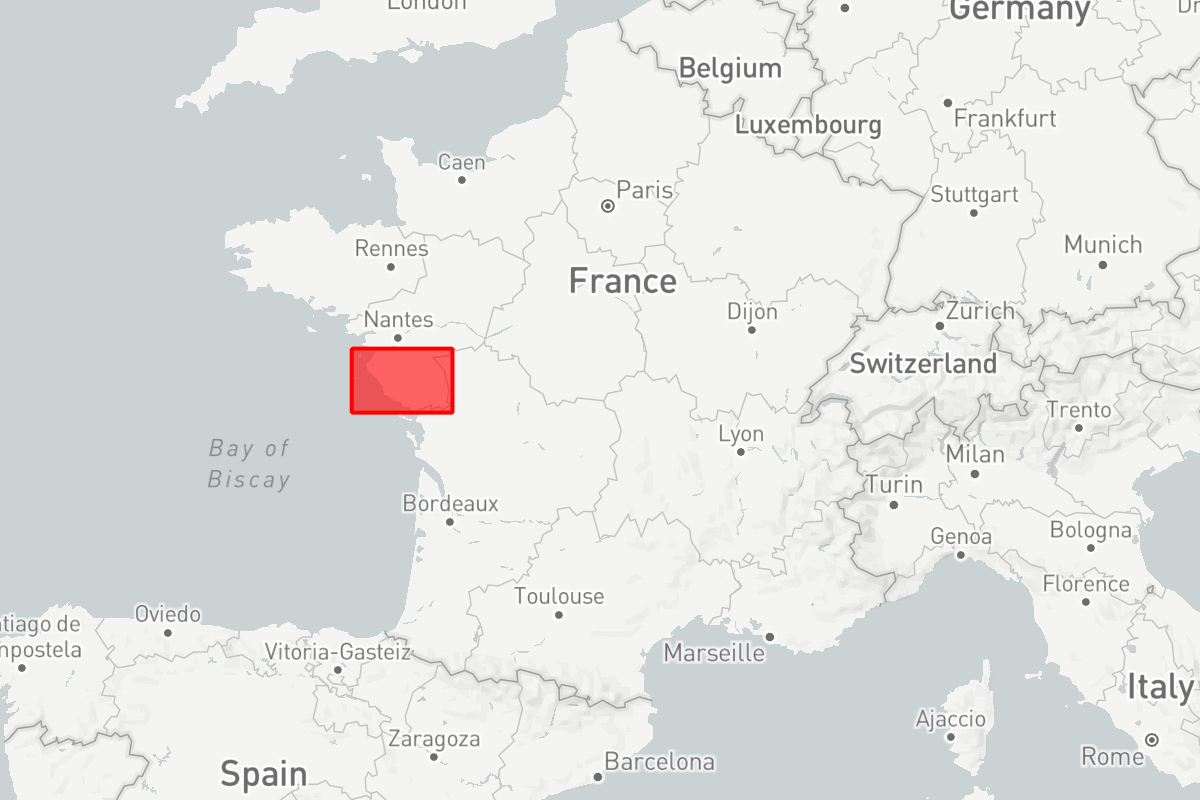 London
Germany
Dr
Belgium
Luxembourg
Frankfurt
Caen
Paris
Stuttgart
Rennes
Munich
France
Nantes
Dijon
Zurich
Switzerland
Trento
Bay of
Biscay
Lyon
Milan
Turin
Bordeaux
Genoa
Bologna
Toulouse
Florence
Oviedo
tiago de
mpostela
Vitoria-Gasteiz
Marseille
Italy
Ajaccio
Zaragoza
Rome
Spain
Barcelona